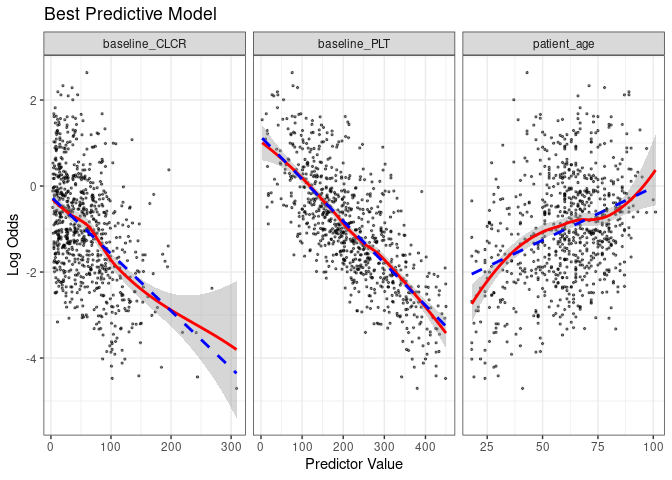 Best Predictive Model
baseline_CLCR baseline_PLT patient_age
2
0
-2
-4
Log Odds
0 100 200 300 0 100 200 300 400 25 50 75 100
Predictor Value